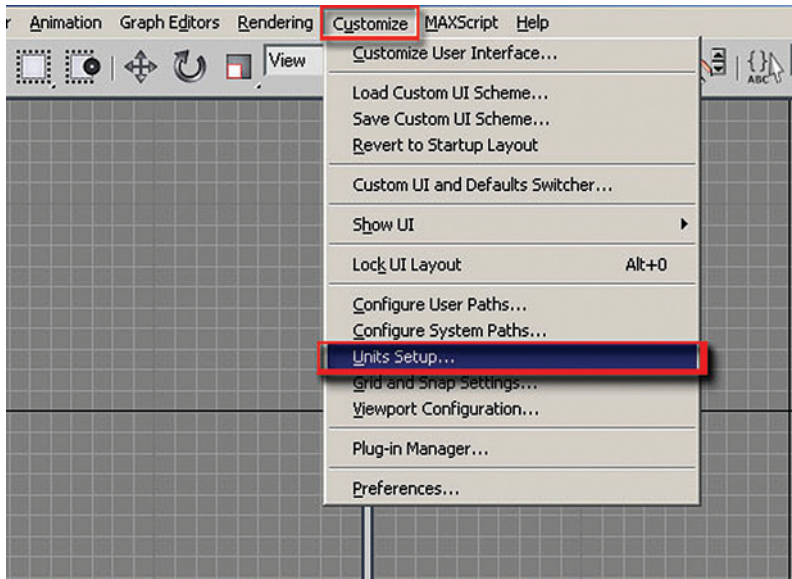 r Animation Graph Editors Rendering Customize MAXScript Help
View
ABC
Customize User Interface...
Load Custom UI Scheme...
Save Custom UI Scheme...
Revert to Startup Layout
Custom UI and Defaults Switcher...
Show UI
Lock UI Layout Alt+0
Configure User Paths...
Configure System Paths...
Units Setup...
Grid and Snap Settings...
Viewport Configuration...
Plug-in Manager...
Preferences...